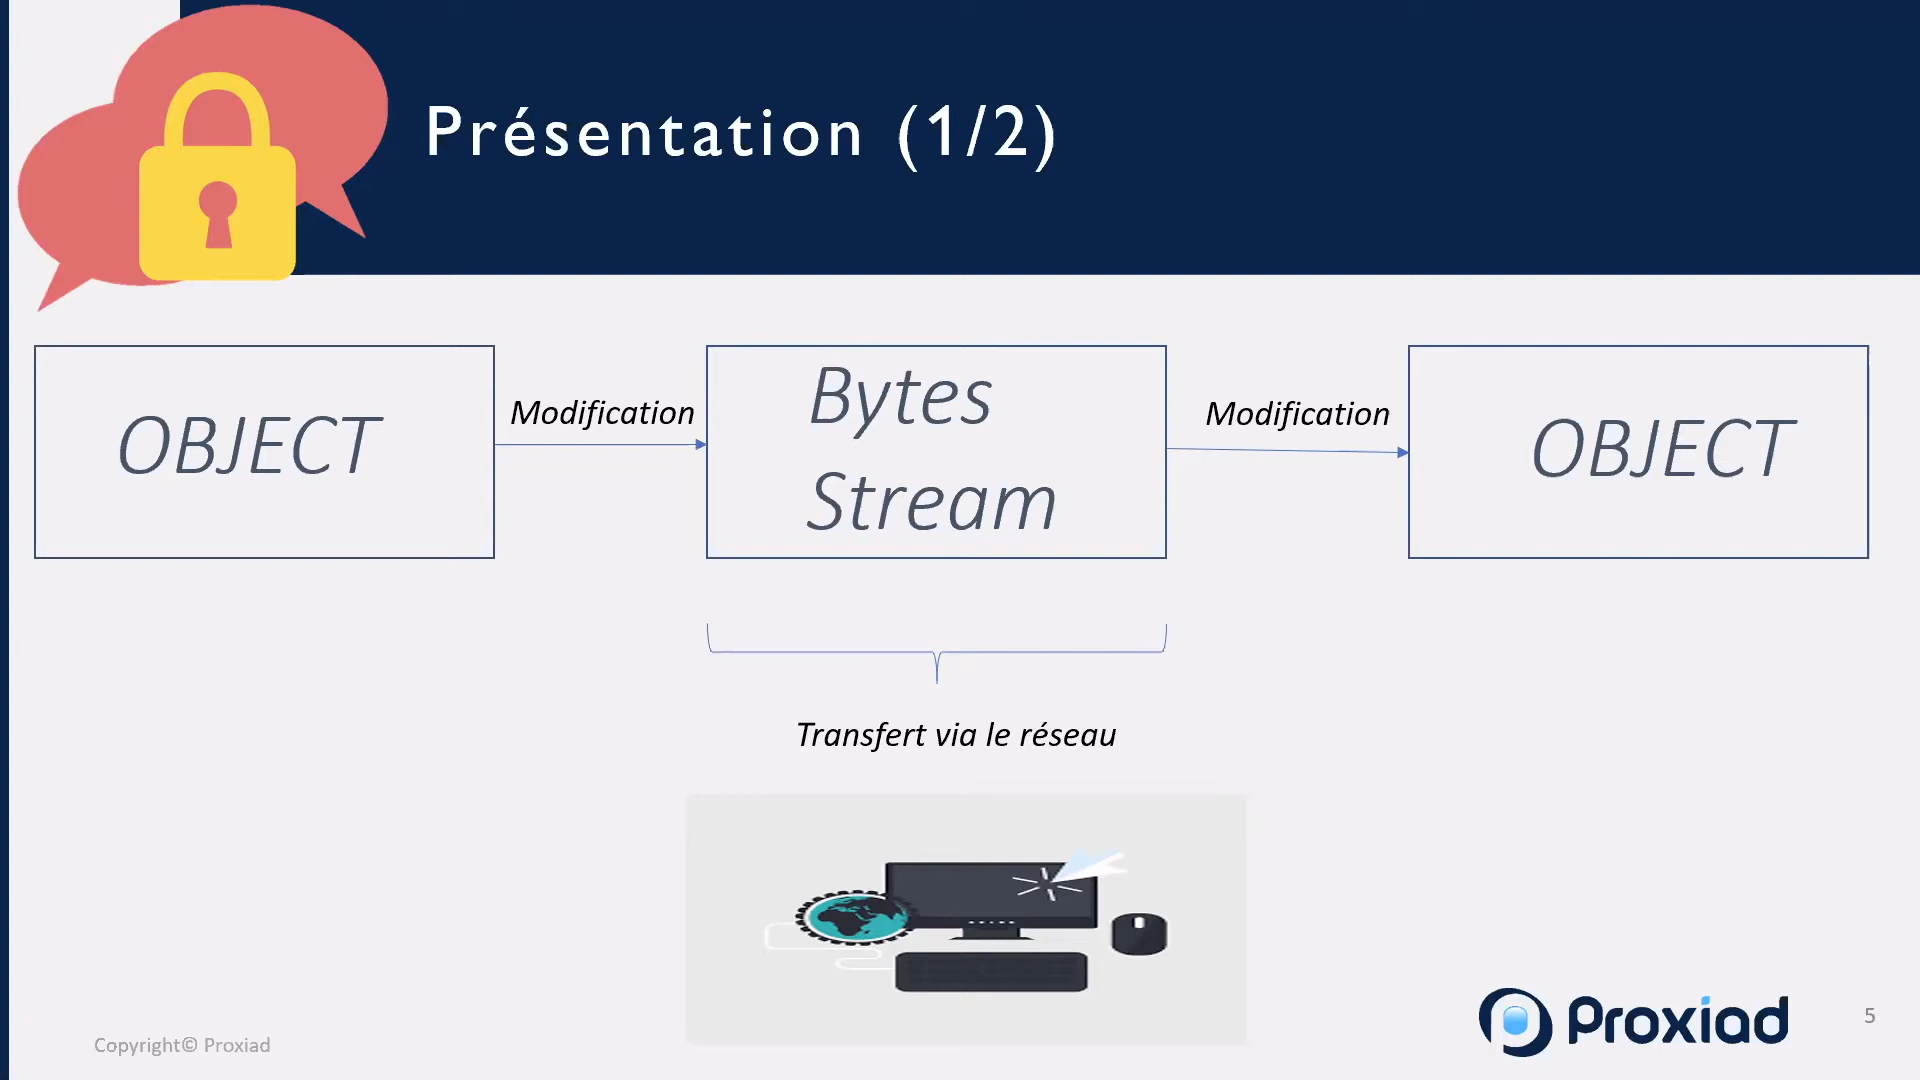 Présentation (1/2)
OBJECT
Modification
Bytes
Stream
Modification
OBJECT
Transfert via le réseau
Copyright© Proxiad
Proxiad
5